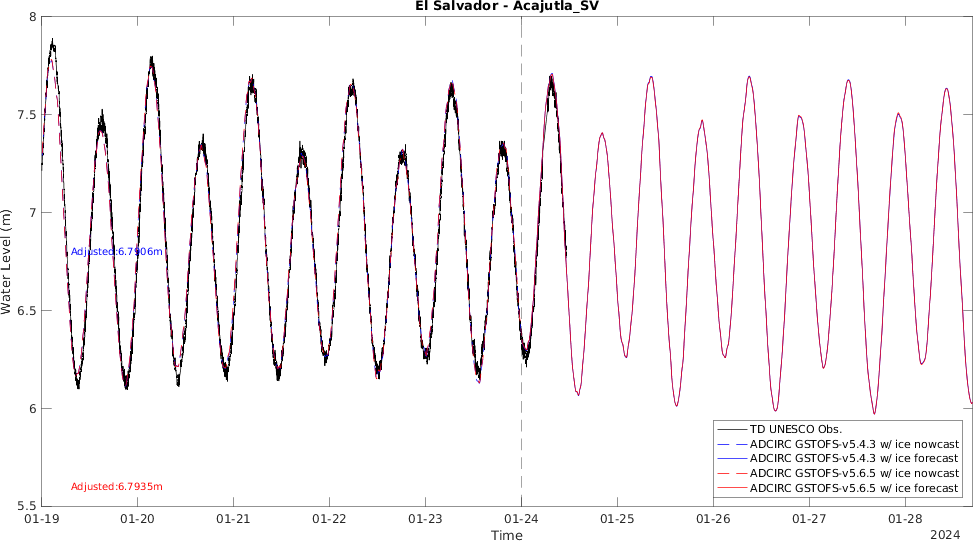 El Salvador - Acajutla_SV
8
7.5
7
6.5
6
5.5
Water Level (m)
Adjusted:6.7906m
Adjusted:6.7935m
TD UNESCO Obs.
ADCIRC GSTOFS-v5.4.3 w/ ice nowcast
ADCIRC GSTOFS-v5.4.3 w/ ice forecast
ADCIRC GSTOFS-v5.6.5 w/ ice nowcast
ADCIRC GSTOFS-v5.6.5 w/ ice forecast
01-19 01-20 01-21 01-22 01-23 01-24 01-25 01-26 01-27 01-28
Time
2024